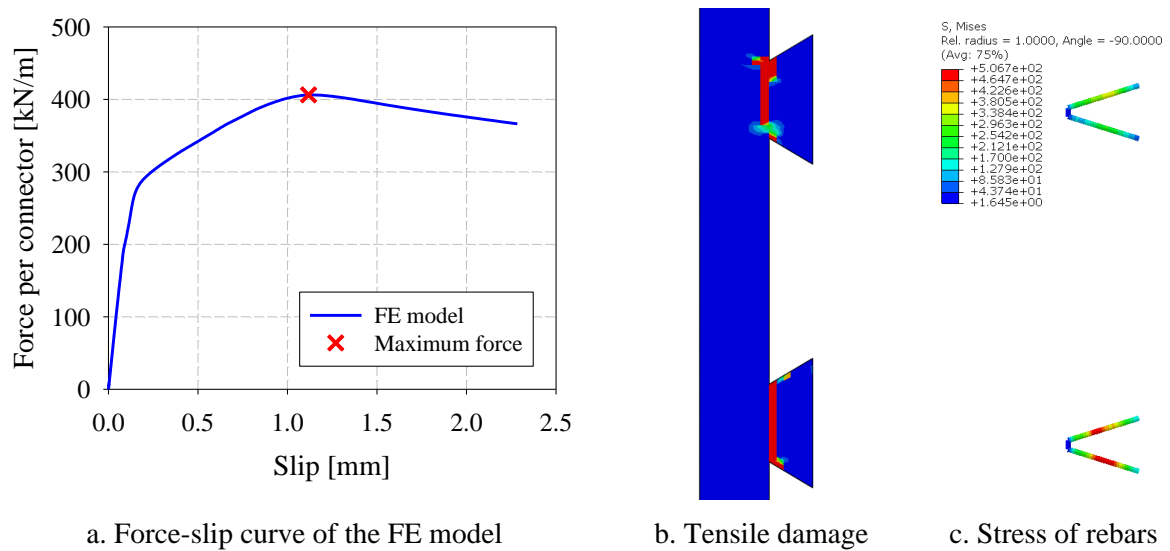 500
400
300
200
100
0
Force per connector [kN/m]
FE model
Maximum force
0.0 0.5 1.0 1.5 2.0 2.5
Slip [mm]
S, Mises
Rel. radius = 1.0000, Angle = -90.0000
(Avg: 75%)
+5.067e+02
+4.647e+02
+4.226e+02
+3.805e+02
+3.384e+02
+2.963e+02
+2.542e+02
+2.121e+02
+1.700e+02
+1.279e+02
+8.583e+01
+4.374e+01
+1.645e+00
a. Force-slip curve of the FE model
b. Tensile damage
c. Stress of rebars